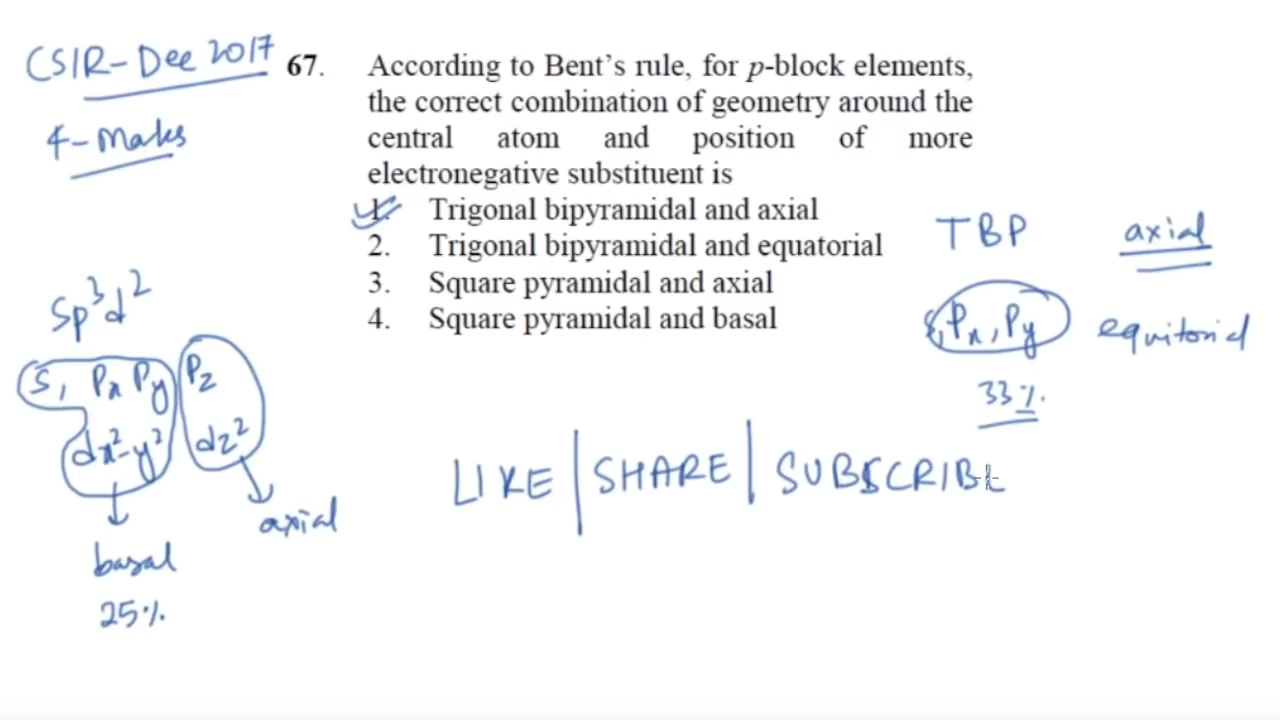 CSIR-Dec 2017
4-Maks
67. According to Bent's rule, for p-block elements,
the correct combination of geometry around the
central atom and position of more
electronegative substituent is
1. Trigonal bipyramidal and axial
2. Trigonal bipyramidal and equatorial
3. Square pyramidal and axial
4. Square pyramidal and basal
TBP axial
s, Px, Py equitorial
33%
sp³d²
s, Px Py Pz
dx²-y² dz²
axial
basal
25%
LIKE | SHARE | SUBSCRIBE